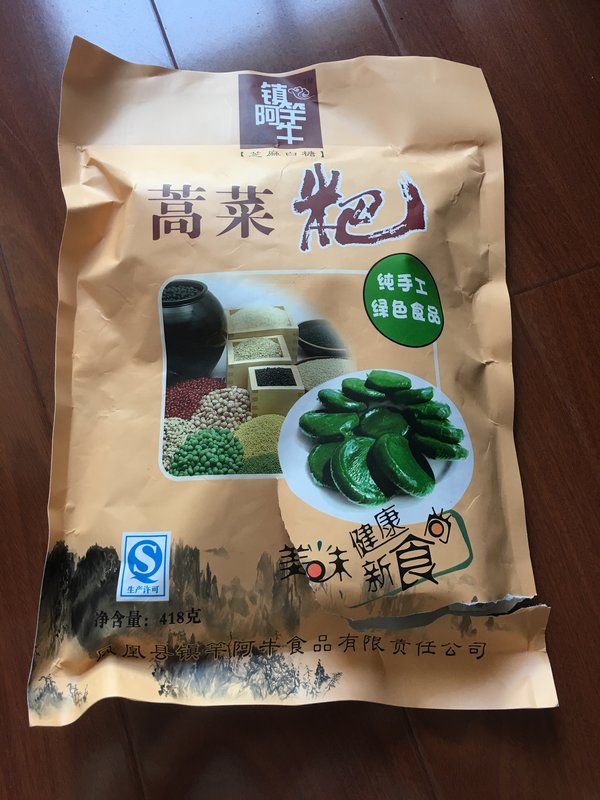 镇竿阿牛
【芝麻白糖】
蒿菜粑
纯手工
绿色食品
美味健康
新食尚
生产许可
净含量：418克
凤凰县镇竿阿牛食品有限责任公司